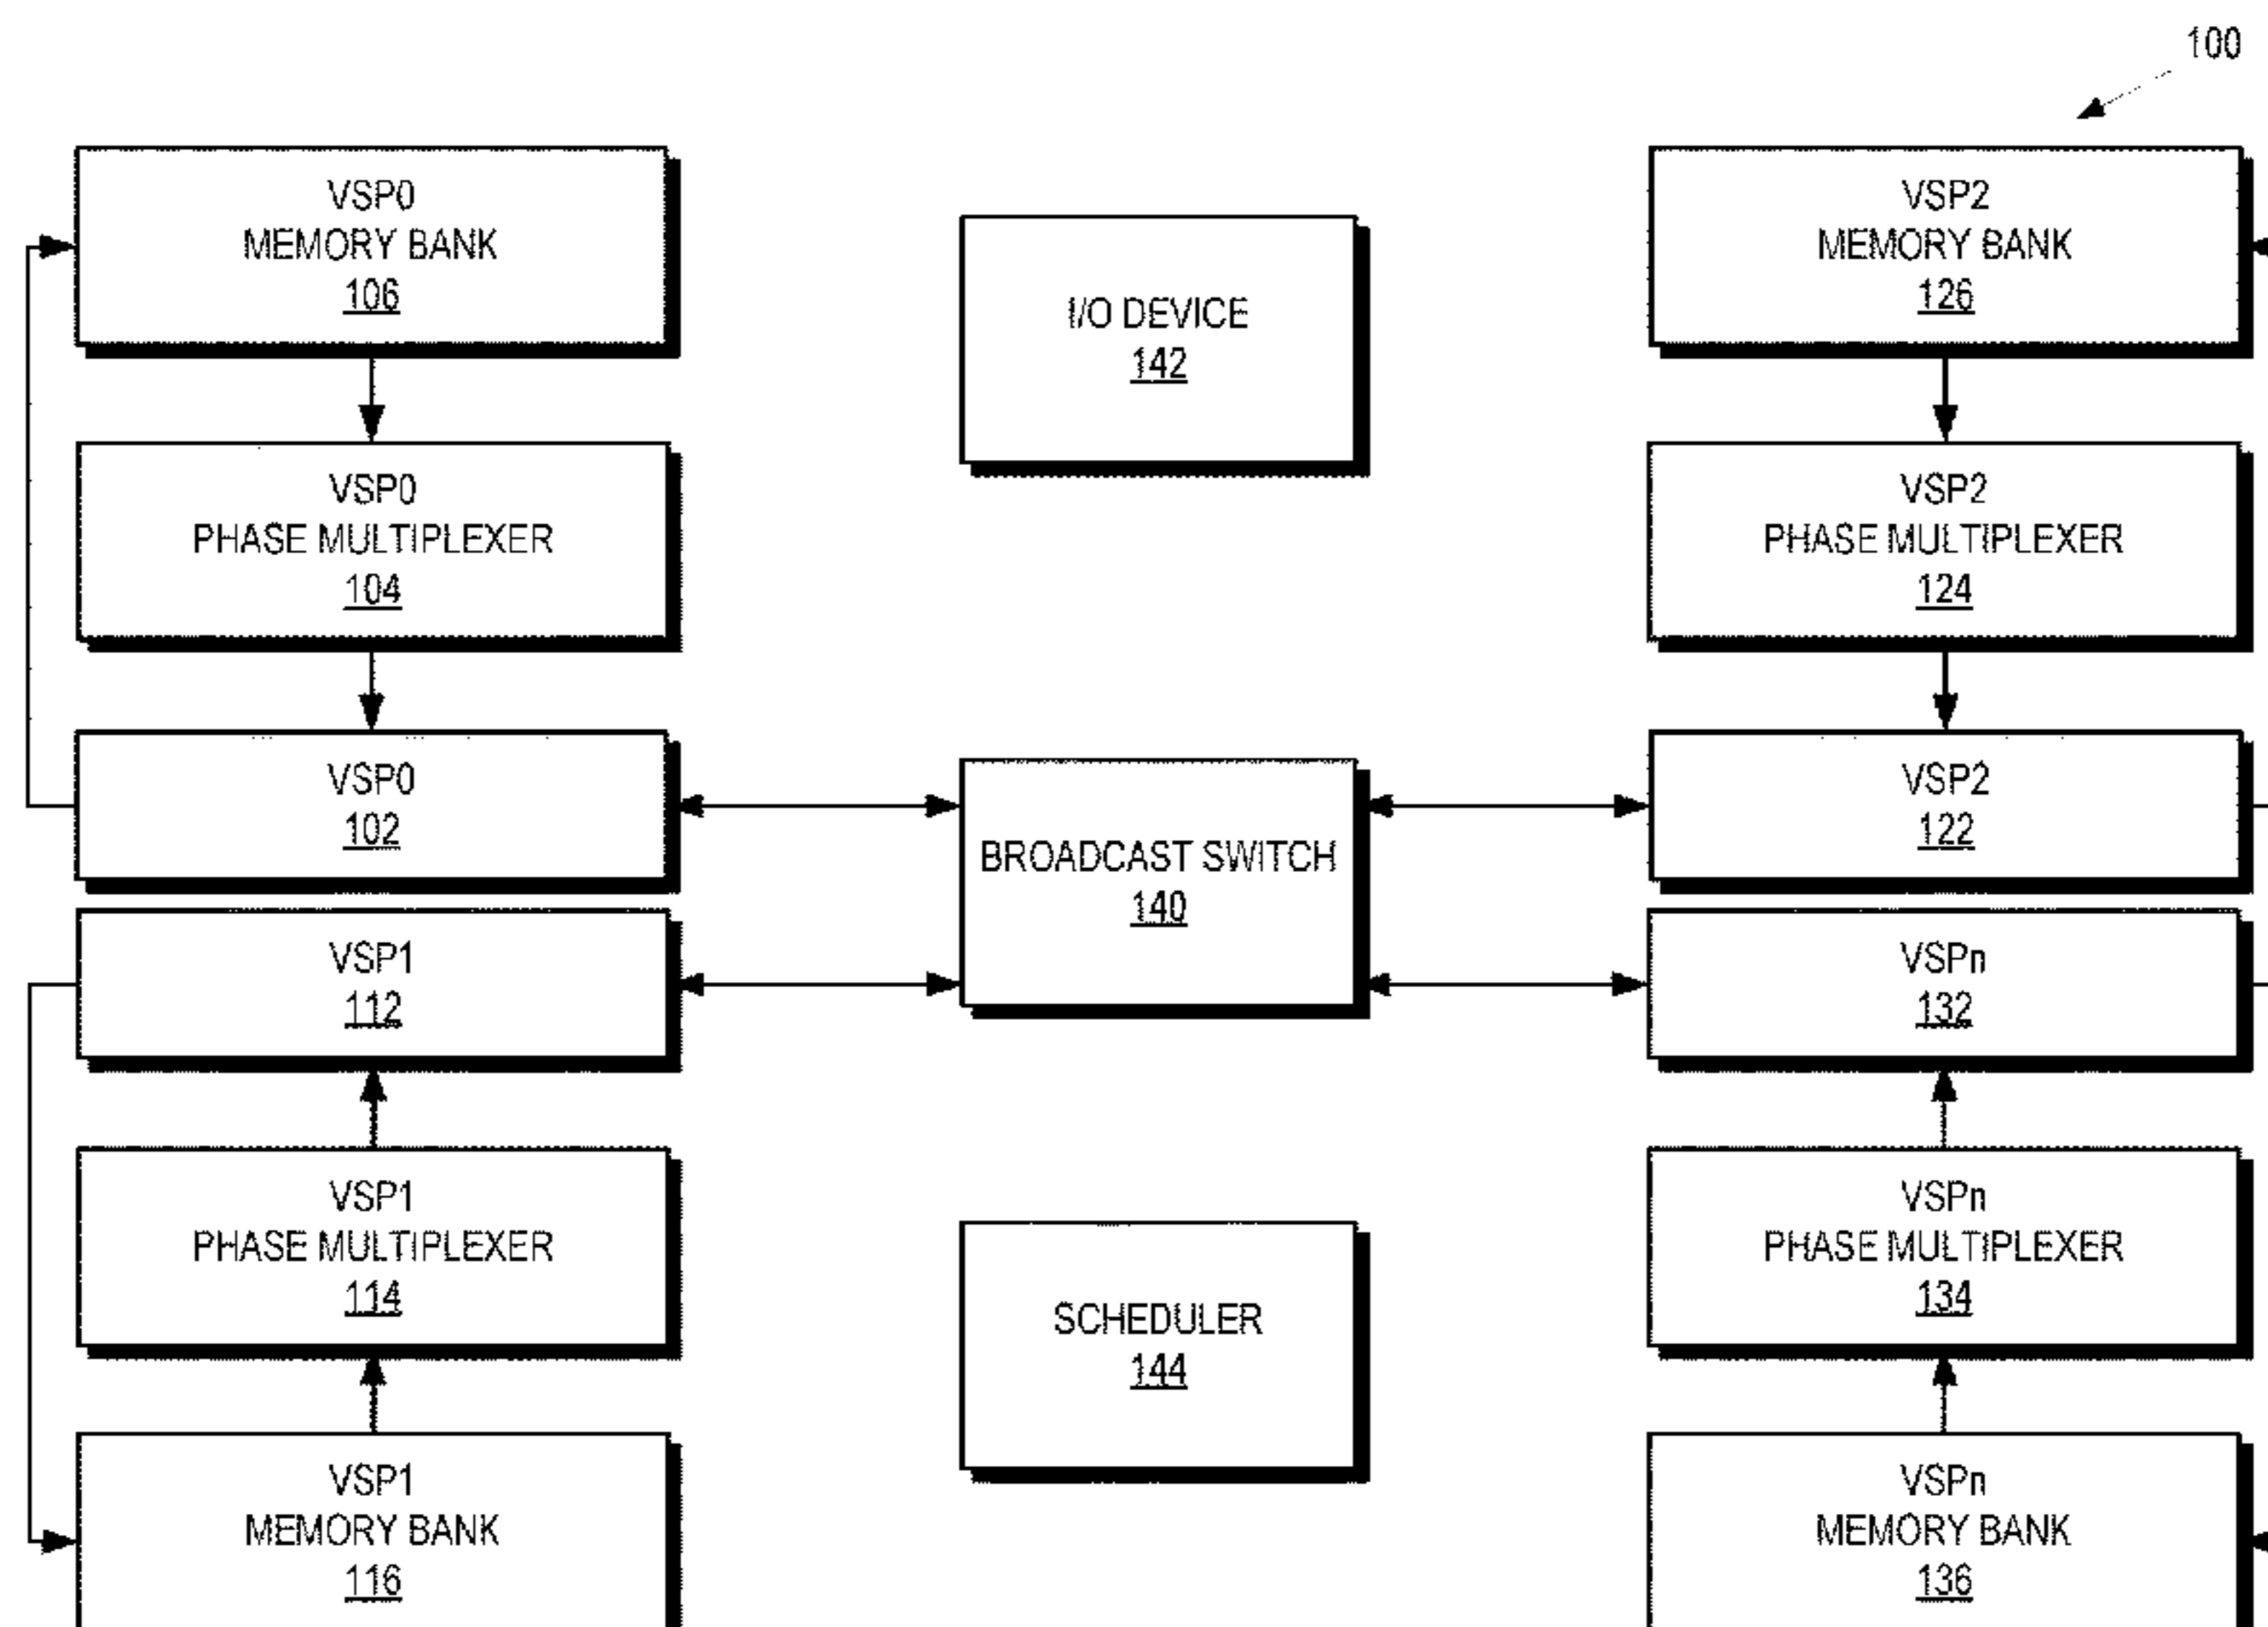 100
VSP0
MEMORY BANK
106
VSP0
PHASE MULTIPLEXER
104
VSP0
102
VSP1
112
VSP1
PHASE MULTIPLEXER
114
VSP1
MEMORY BANK
116
I/O DEVICE
142
BROADCAST SWITCH
140
SCHEDULER
144
VSP2
MEMORY BANK
126
VSP2
PHASE MULTIPLEXER
124
VSP2
122
VSPn
132
VSPn
PHASE MULTIPLEXER
134
VSPn
MEMORY BANK
136